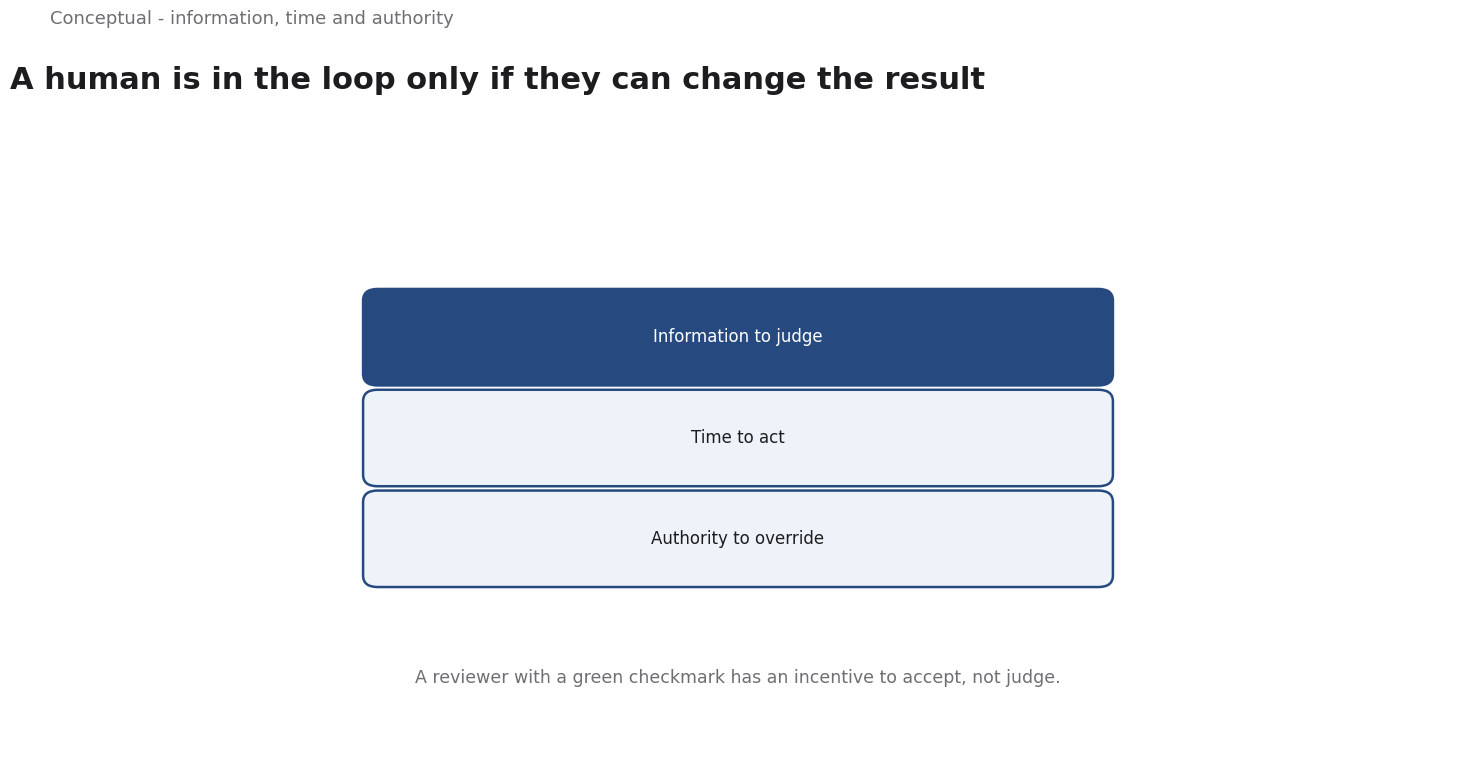 Conceptual - information, time and authority
A human is in the loop only if they can change the result
Information to judge
Time to act
Authority to override
A reviewer with a green checkmark has an incentive to accept, not judge.